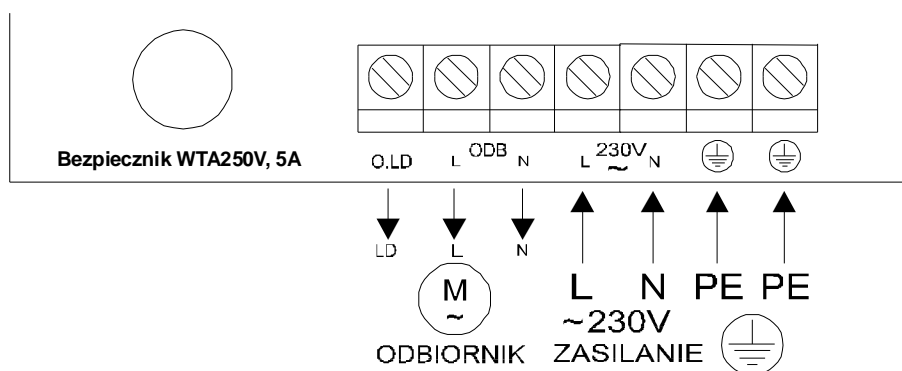 Bezpiecznik WTA250V, 5A
O.LD L ODB N L 230V ~ N
LD L N
M
~
L N PE PE
~230V
ODBIORNIK ZASILANIE